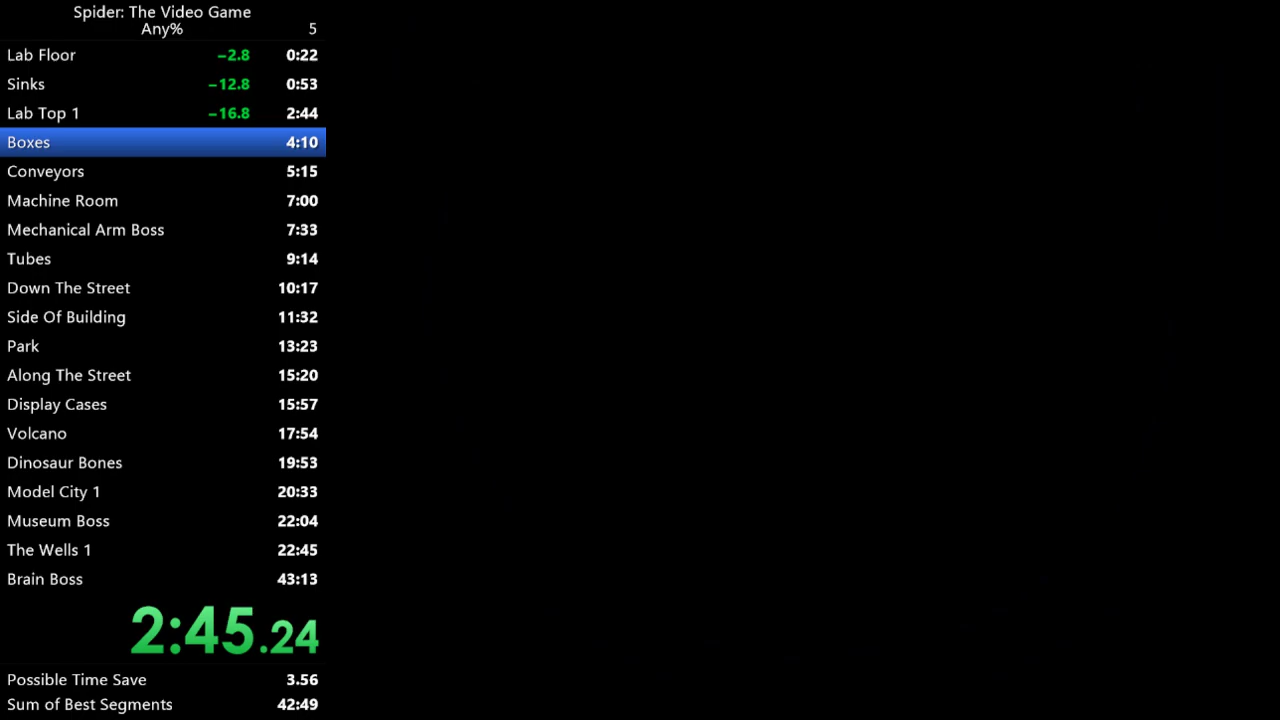 Spider: The Video Game
Any% 5
Lab Floor −2.8 0:22
Sinks −12.8 0:53
Lab Top 1 −16.8 2:44
Boxes 4:10
Conveyors 5:15
Machine Room 7:00
Mechanical Arm Boss 7:33
Tubes 9:14
Down The Street 10:17
Side Of Building 11:32
Park 13:23
Along The Street 15:20
Display Cases 15:57
Volcano 17:54
Dinosaur Bones 19:53
Model City 1 20:33
Museum Boss 22:04
The Wells 1 22:45
Brain Boss 43:13
2:45.24
Possible Time Save 3.56
Sum of Best Segments 42:49